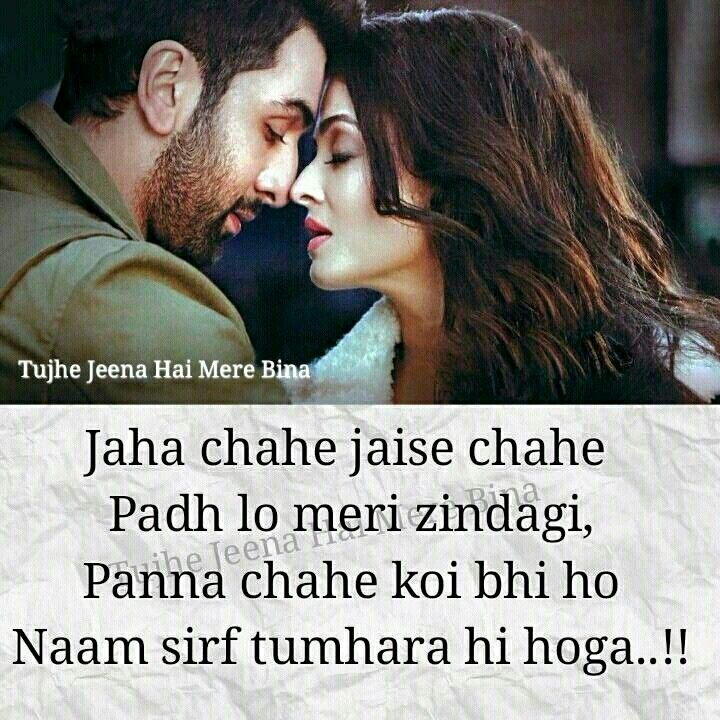 Tujhe Jeena Hai Mere Bina
Jaha chahe jaise chahe
Padh lo meri zindagi,
Panna chahe koi bhi ho
Naam sirf tumhara hi hoga..!!
Tujhe Jeena Hai Mere Bina